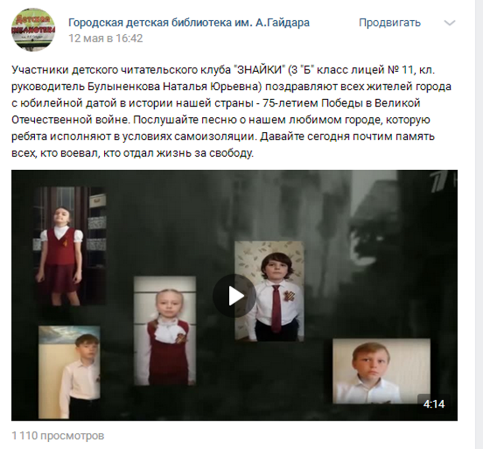 Детская
библиотека
Городская детская библиотека им. А.Гайдара
Продвигать
12 мая в 16:42
Участники детского читательского клуба "ЗНАЙКИ" (3 "Б" класс лицей № 11, кл.
руководитель Булыненкова Наталья Юрьевна) поздравляют всех жителей города
с юбилейной датой в истории нашей страны - 75-летием Победы в Великой
Отечественной войне. Послушайте песню о нашем любимом городе, которую
ребята исполняют в условиях самоизоляции. Давайте сегодня почтим память
всех, кто воевал, кто отдал жизнь за свободу.
4:14
1 110 просмотров